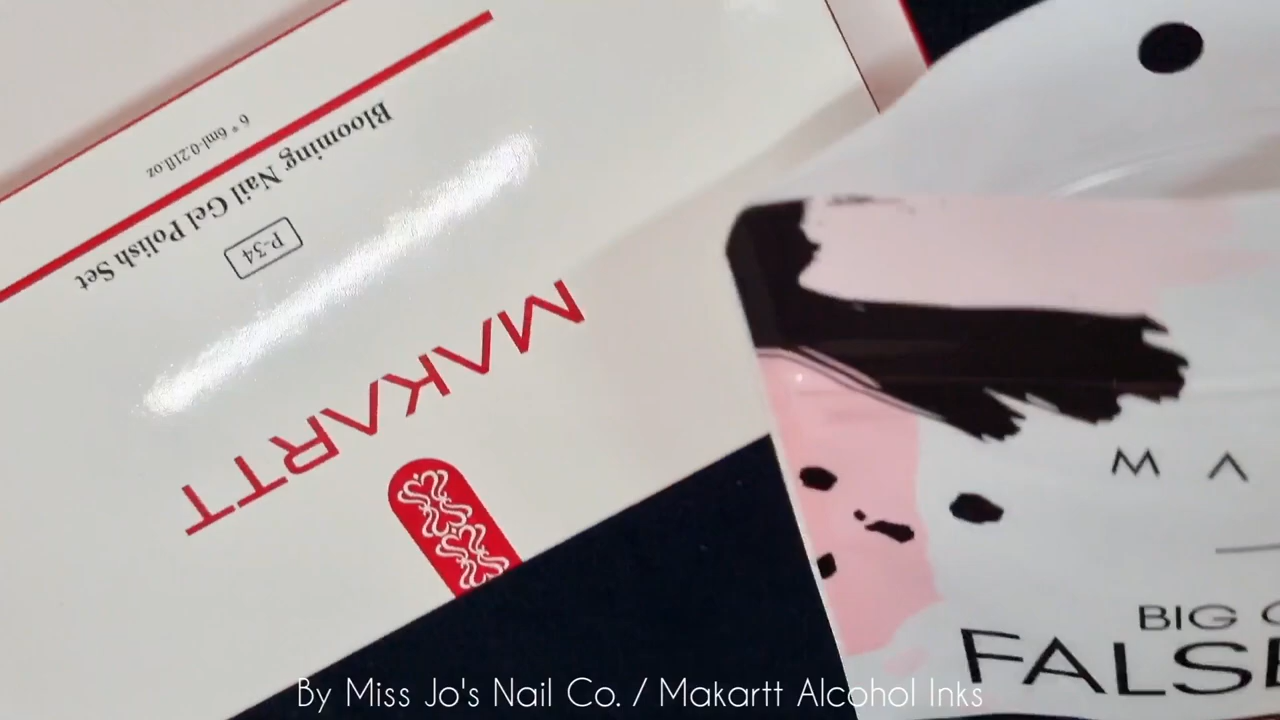 MAKARTT
P-34
Blooming Nail Gel Polish Set
6 * 6ml-0.21fl.oz
M A
BIG
FALSE
By Miss Jo's Nail Co. / Makartt Alcohol Inks